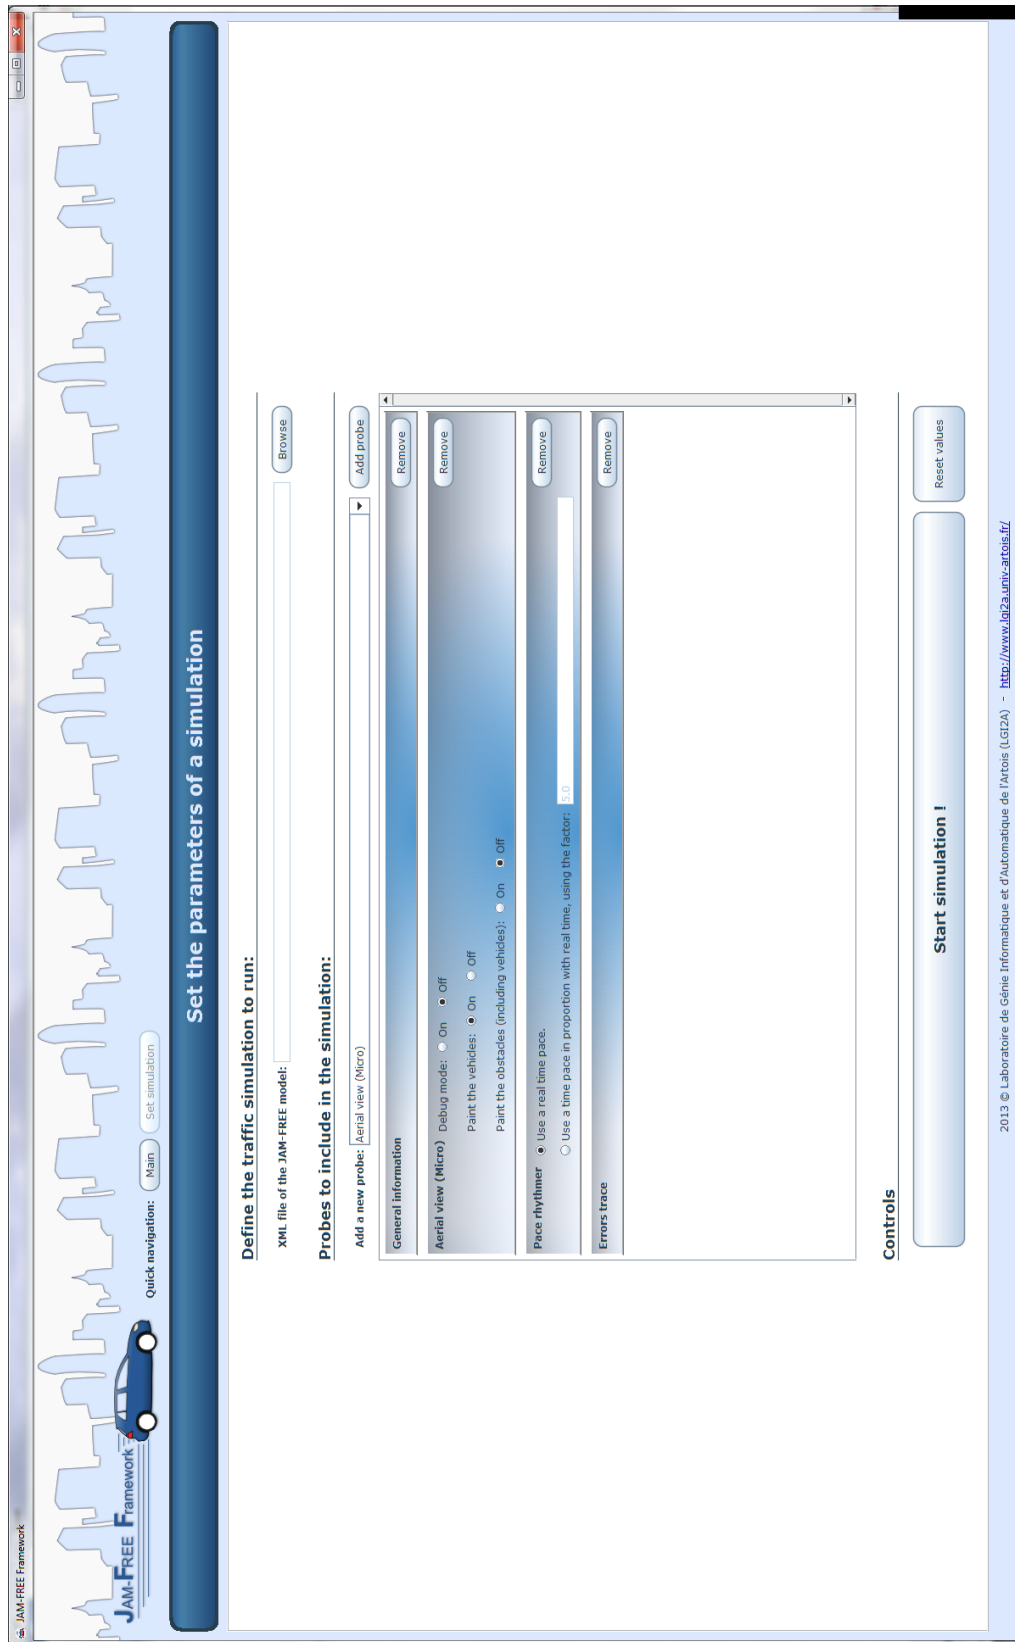 JAM-FREE Framework
JAM-FREE FRAMEWORK
Quick navigation: Main Set simulation
Set the parameters of a simulation
Define the traffic simulation to run:
XML file of the JAM-FREE model: Browse
Probes to include in the simulation:
Add a new probe: Aerial view (Micro) Add probe
General information Remove
Aerial view (Micro) Debug mode: On Off Remove
Paint the vehicles: On Off
Paint the obstacles (including vehicles): On Off
Pace rhythmer Use a real time pace. Remove
Use a time pace in proportion with real time, using the factor: 5.0
Errors trace Remove
Controls
Start simulation ! Reset values
2013 © Laboratoire de Génie Informatique et d'Automatique de l'Artois (LGI2A) - http://www.lgi2a.univ-artois.fr/